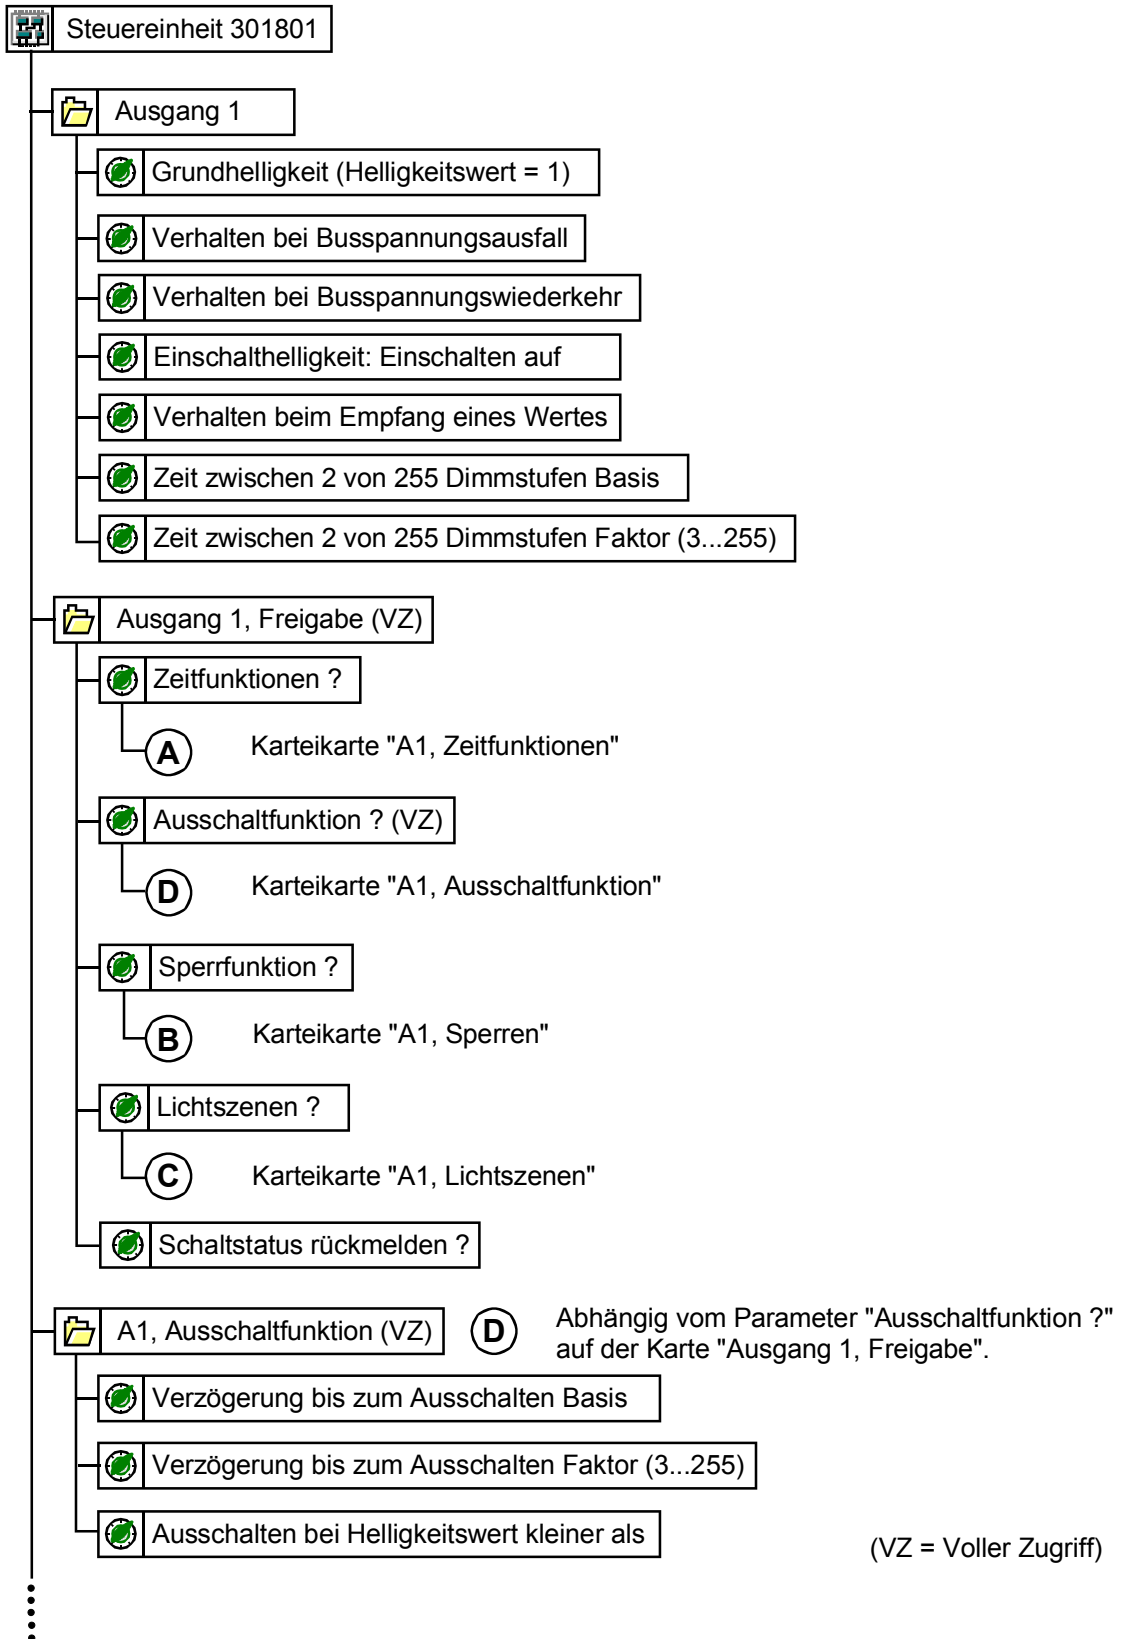 Steuereinheit 301801
Ausgang 1
Grundhelligkeit (Helligkeitswert = 1)
Verhalten bei Busspannungsausfall
Verhalten bei Busspannungswiederkehr
Einschalthelligkeit: Einschalten auf
Verhalten beim Empfang eines Wertes
Zeit zwischen 2 von 255 Dimmstufen Basis
Zeit zwischen 2 von 255 Dimmstufen Faktor (3...255)
Ausgang 1, Freigabe (VZ)
Zeitfunktionen ?
A Karteikarte "A1, Zeitfunktionen"
Ausschaltfunktion ? (VZ)
D Karteikarte "A1, Ausschaltfunktion"
Sperrfunktion ?
B Karteikarte "A1, Sperren"
Lichtszenen ?
C Karteikarte "A1, Lichtszenen"
Schaltstatus rückmelden ?
A1, Ausschaltfunktion (VZ) D Abhängig vom Parameter "Ausschaltfunktion ?"
auf der Karte "Ausgang 1, Freigabe".
Verzögerung bis zum Ausschalten Basis
Verzögerung bis zum Ausschalten Faktor (3...255)
Ausschalten bei Helligkeitswert kleiner als
(VZ = Voller Zugriff)